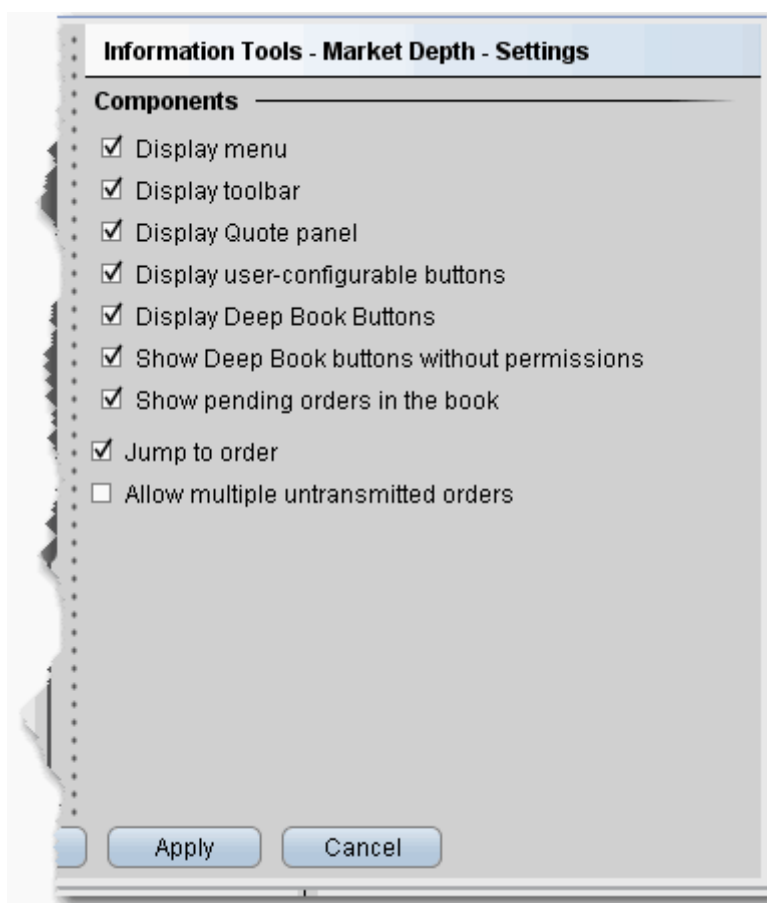 Information Tools - Market Depth - Settings
Components
Display menu
Display toolbar
Display Quote panel
Display user-configurable buttons
Display Deep Book Buttons
Show Deep Book buttons without permissions
Show pending orders in the book
Jump to order
Allow multiple untransmitted orders
Apply Cancel